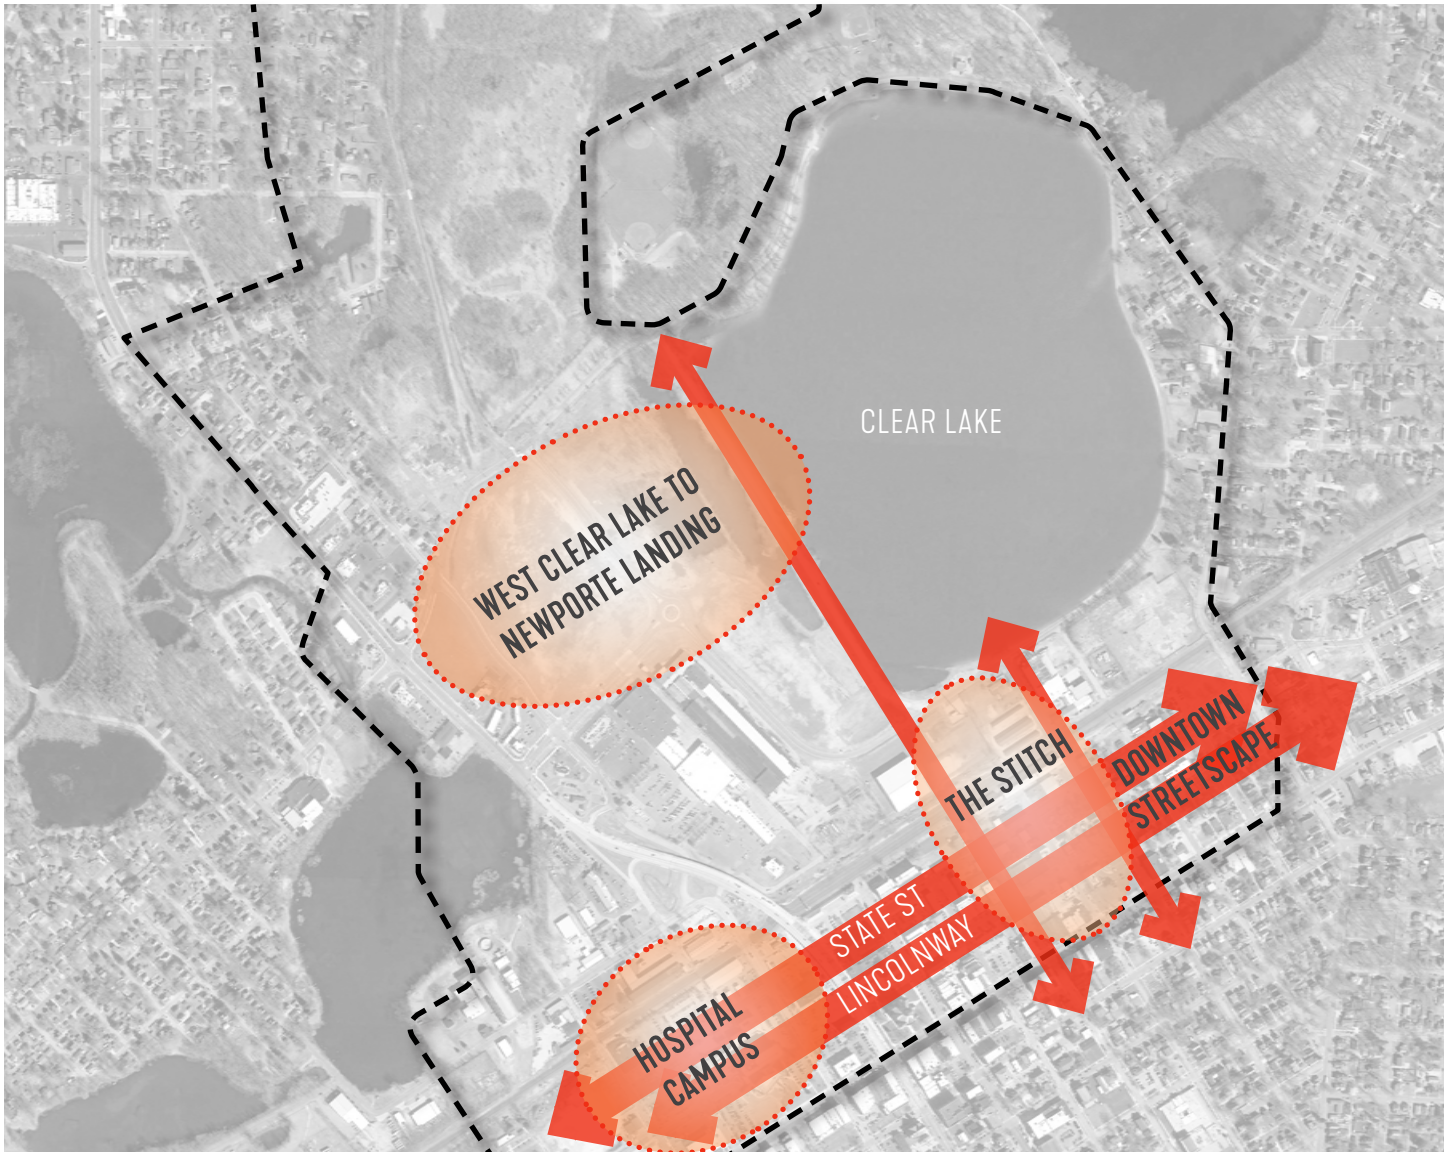 CLEAR LAKE
WEST CLEAR LAKE TO
NEWPORTE LANDING
THE STITCH
DOWNTOWN
STREETSCAPE
STATE ST
LINCOLNWAY
HOSPITAL
CAMPUS